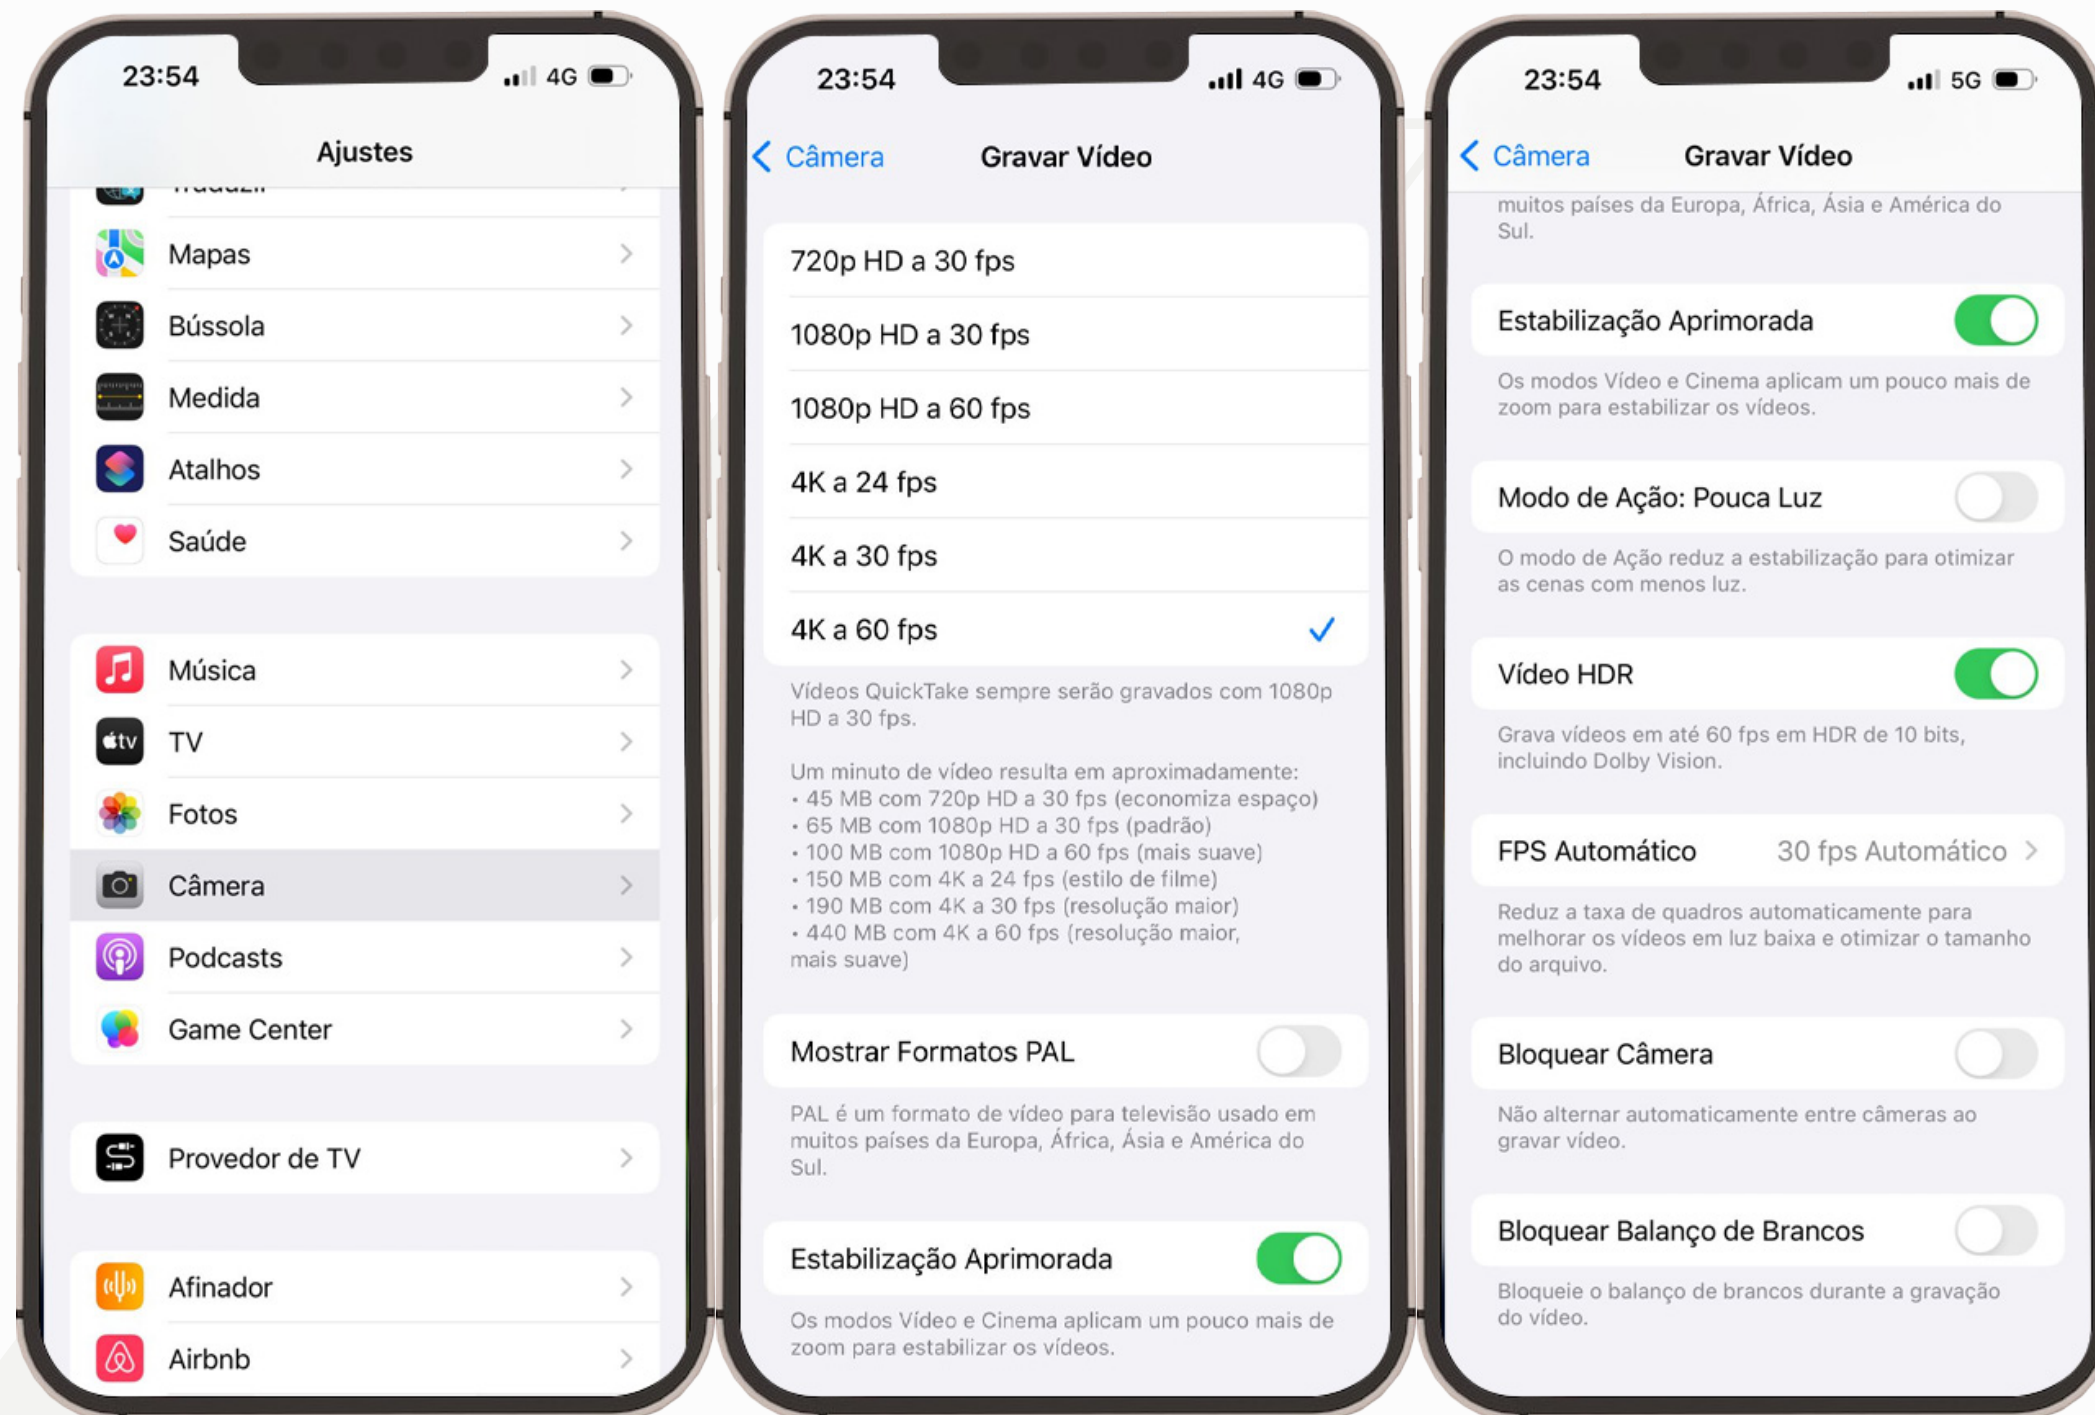 23:54
4G
Ajustes
Traduzir
Mapas
Bússola
Medida
Atalhos
Saúde
Música
tv
TV
Fotos
Câmera
Podcasts
Game Center
Provedor de TV
Afinador
Airbnb
23:54
4G
Câmera
Gravar Vídeo
720p HD a 30 fps
1080p HD a 30 fps
1080p HD a 60 fps
4K a 24 fps
4K a 30 fps
4K a 60 fps
Vídeos QuickTake sempre serão gravados com 1080p
HD a 30 fps.
Um minuto de vídeo resulta em aproximadamente:
• 45 MB com 720p HD a 30 fps (economiza espaço)
• 65 MB com 1080p HD a 30 fps (padrão)
• 100 MB com 1080p HD a 60 fps (mais suave)
• 150 MB com 4K a 24 fps (estilo de filme)
• 190 MB com 4K a 30 fps (resolução maior)
• 440 MB com 4K a 60 fps (resolução maior,
mais suave)
Mostrar Formatos PAL
PAL é um formato de vídeo para televisão usado em
muitos países da Europa, África, Ásia e América do
Sul.
Estabilização Aprimorada
Os modos Vídeo e Cinema aplicam um pouco mais de
zoom para estabilizar os vídeos.
23:54
5G
Câmera
Gravar Vídeo
muitos países da Europa, África, Ásia e América do
Sul.
Estabilização Aprimorada
Os modos Vídeo e Cinema aplicam um pouco mais de
zoom para estabilizar os vídeos.
Modo de Ação: Pouca Luz
O modo de Ação reduz a estabilização para otimizar
as cenas com menos luz.
Vídeo HDR
Grava vídeos em até 60 fps em HDR de 10 bits,
incluindo Dolby Vision.
FPS Automático
30 fps Automático
Reduz a taxa de quadros automaticamente para
melhorar os vídeos em luz baixa e otimizar o tamanho
do arquivo.
Bloquear Câmera
Não alternar automaticamente entre câmeras ao
gravar vídeo.
Bloquear Balanço de Brancos
Bloqueie o balanço de brancos durante a gravação
do vídeo.